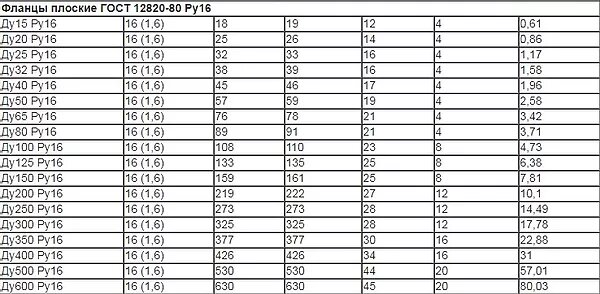 Фланцы плоские ГОСТ 12820-80 Ру16
Ду15 Ру16 16 (1,6) 18 19 12 4 0,61
Ду20 Ру16 16 (1,6) 25 26 14 4 0,86
Ду25 Ру16 16 (1,6) 32 33 16 4 1,17
Ду32 Ру16 16 (1,6) 38 39 16 4 1,58
Ду40 Ру16 16 (1,6) 45 46 17 4 1,96
Ду50 Ру16 16 (1,6) 57 59 19 4 2,58
Ду65 Ру16 16 (1,6) 76 78 21 4 3,42
Ду80 Ру16 16 (1,6) 89 91 21 4 3,71
Ду100 Ру16 16 (1,6) 108 110 23 8 4,73
Ду125 Ру16 16 (1,6) 133 135 25 8 6,38
Ду150 Ру16 16 (1,6) 159 161 25 8 7,81
Ду200 Ру16 16 (1,6) 219 222 27 12 10,1
Ду250 Ру16 16 (1,6) 273 273 28 12 14,49
Ду300 Ру16 16 (1,6) 325 325 28 12 17,78
Ду350 Ру16 16 (1,6) 377 377 30 16 22,88
Ду400 Ру16 16 (1,6) 426 426 34 16 31
Ду500 Ру16 16 (1,6) 530 530 44 20 57,01
Ду600 Ру16 16 (1,6) 630 630 45 20 80,03